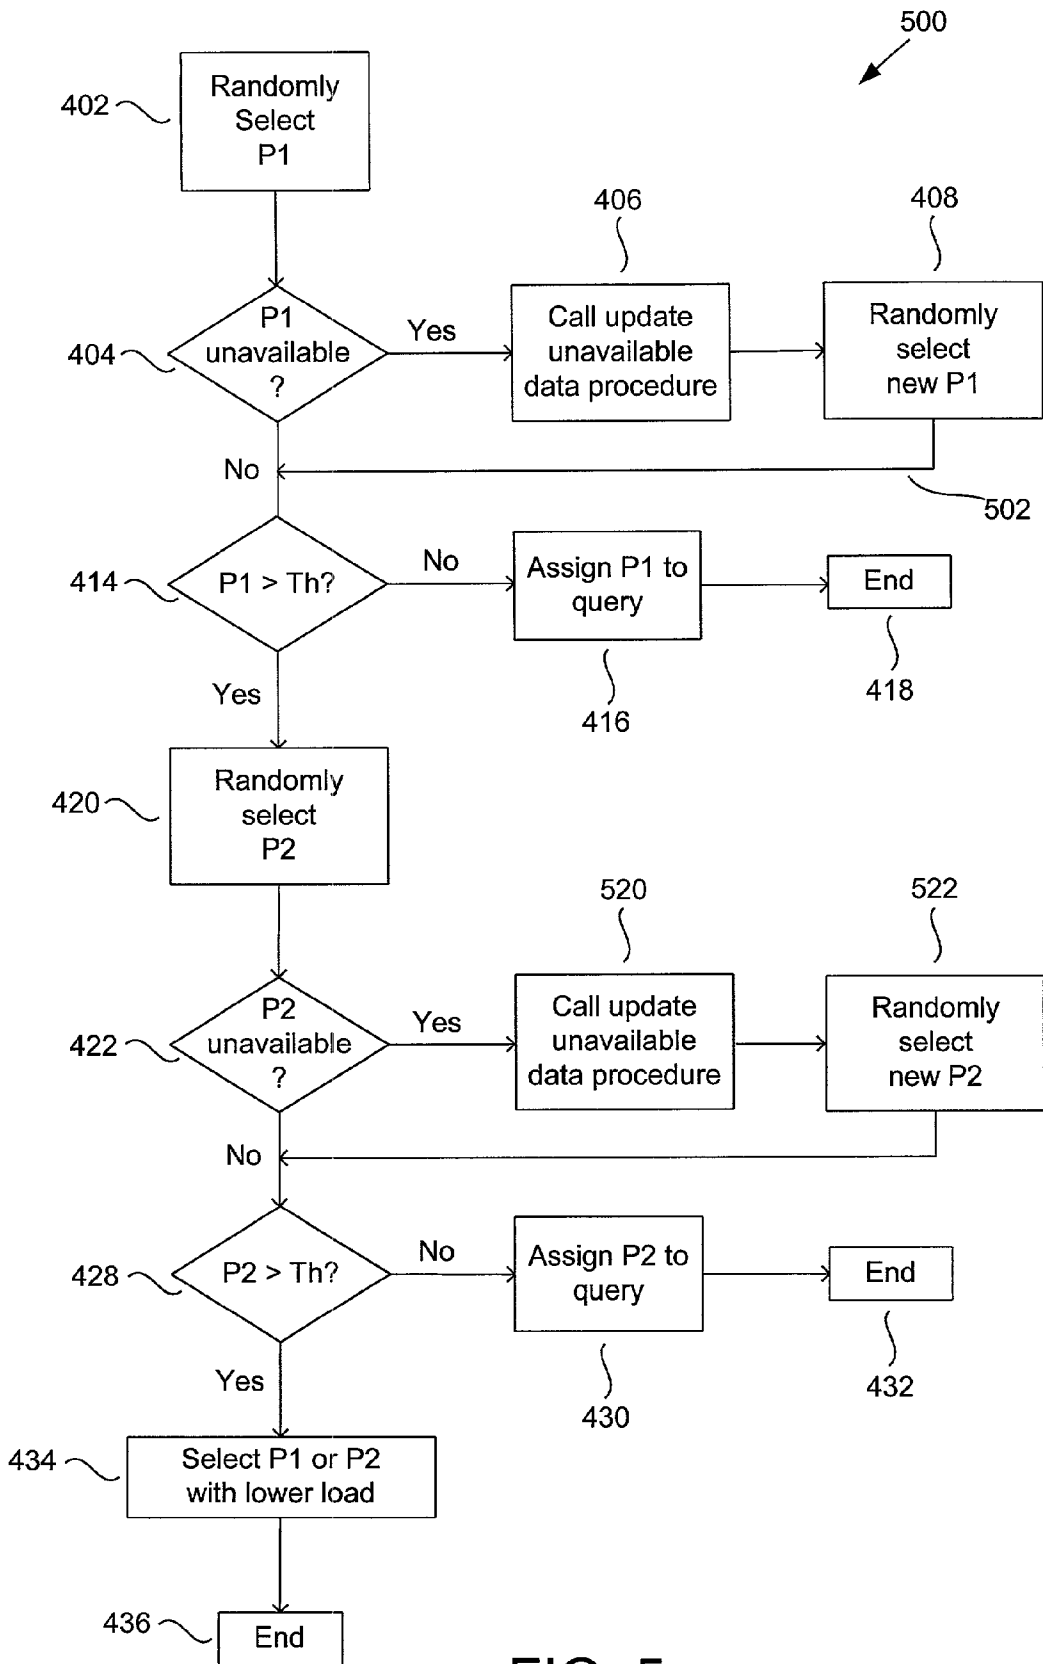 500
402
Randomly
Select
P1
406
408
404
P1
unavailable
?
Yes
Call update
unavailable
data procedure
Randomly
select
new P1
No
502
414
P1 > Th?
No
Assign P1 to
query
End
416
418
Yes
420
Randomly
select
P2
520
522
422
P2
unavailable
?
Yes
Call update
unavailable
data procedure
Randomly
select
new P2
No
428
P2 > Th?
No
Assign P2 to
query
End
430
432
Yes
434
Select P1 or P2
with lower load
436
End
FIG. 5